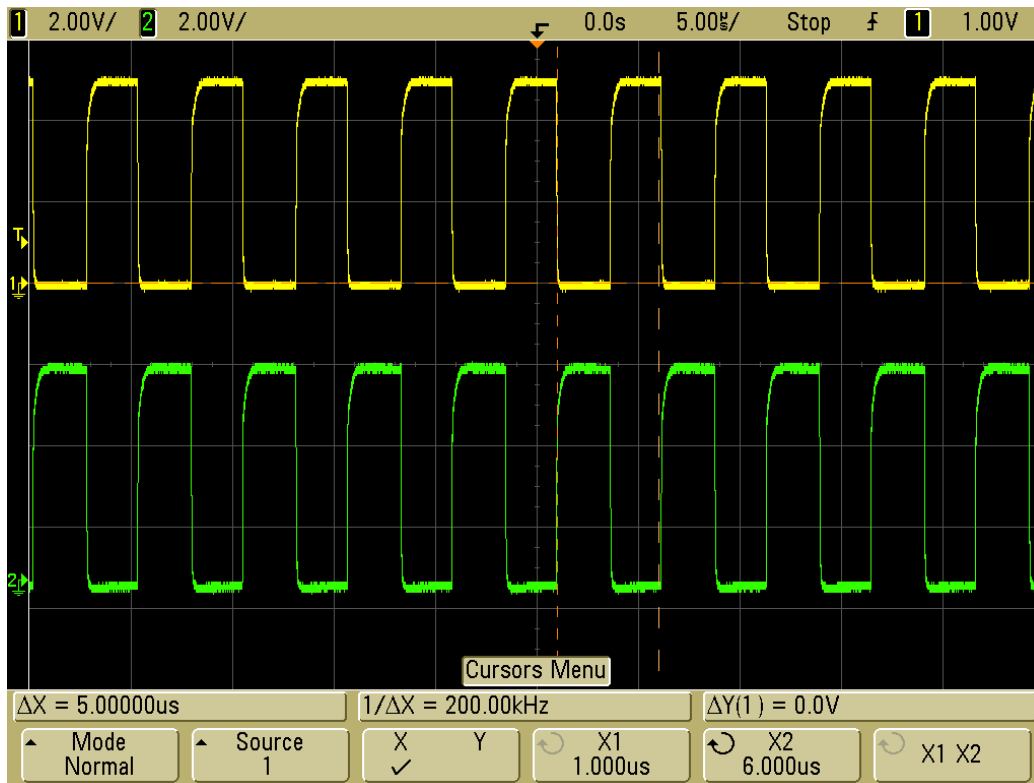 1 2.00V/ 2 2.00V/ 0.0s 5.00µs/ Stop 1 1.00V
T
1
2
Cursors Menu
ΔX = 5.00000us 1/ΔX = 200.00kHz ΔY(1) = 0.0V
Mode Source X Y X1 X2 X1 X2
Normal 1 ✓ 1.000us 6.000us